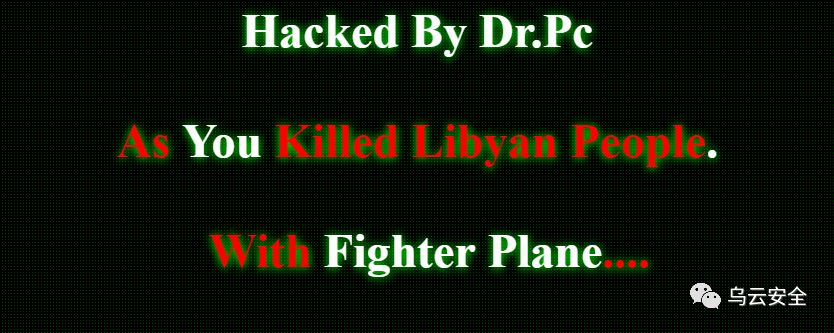 Hacked By Dr.Pc
As You Killed Libyan People.
With Fighter Plane....
乌云安全